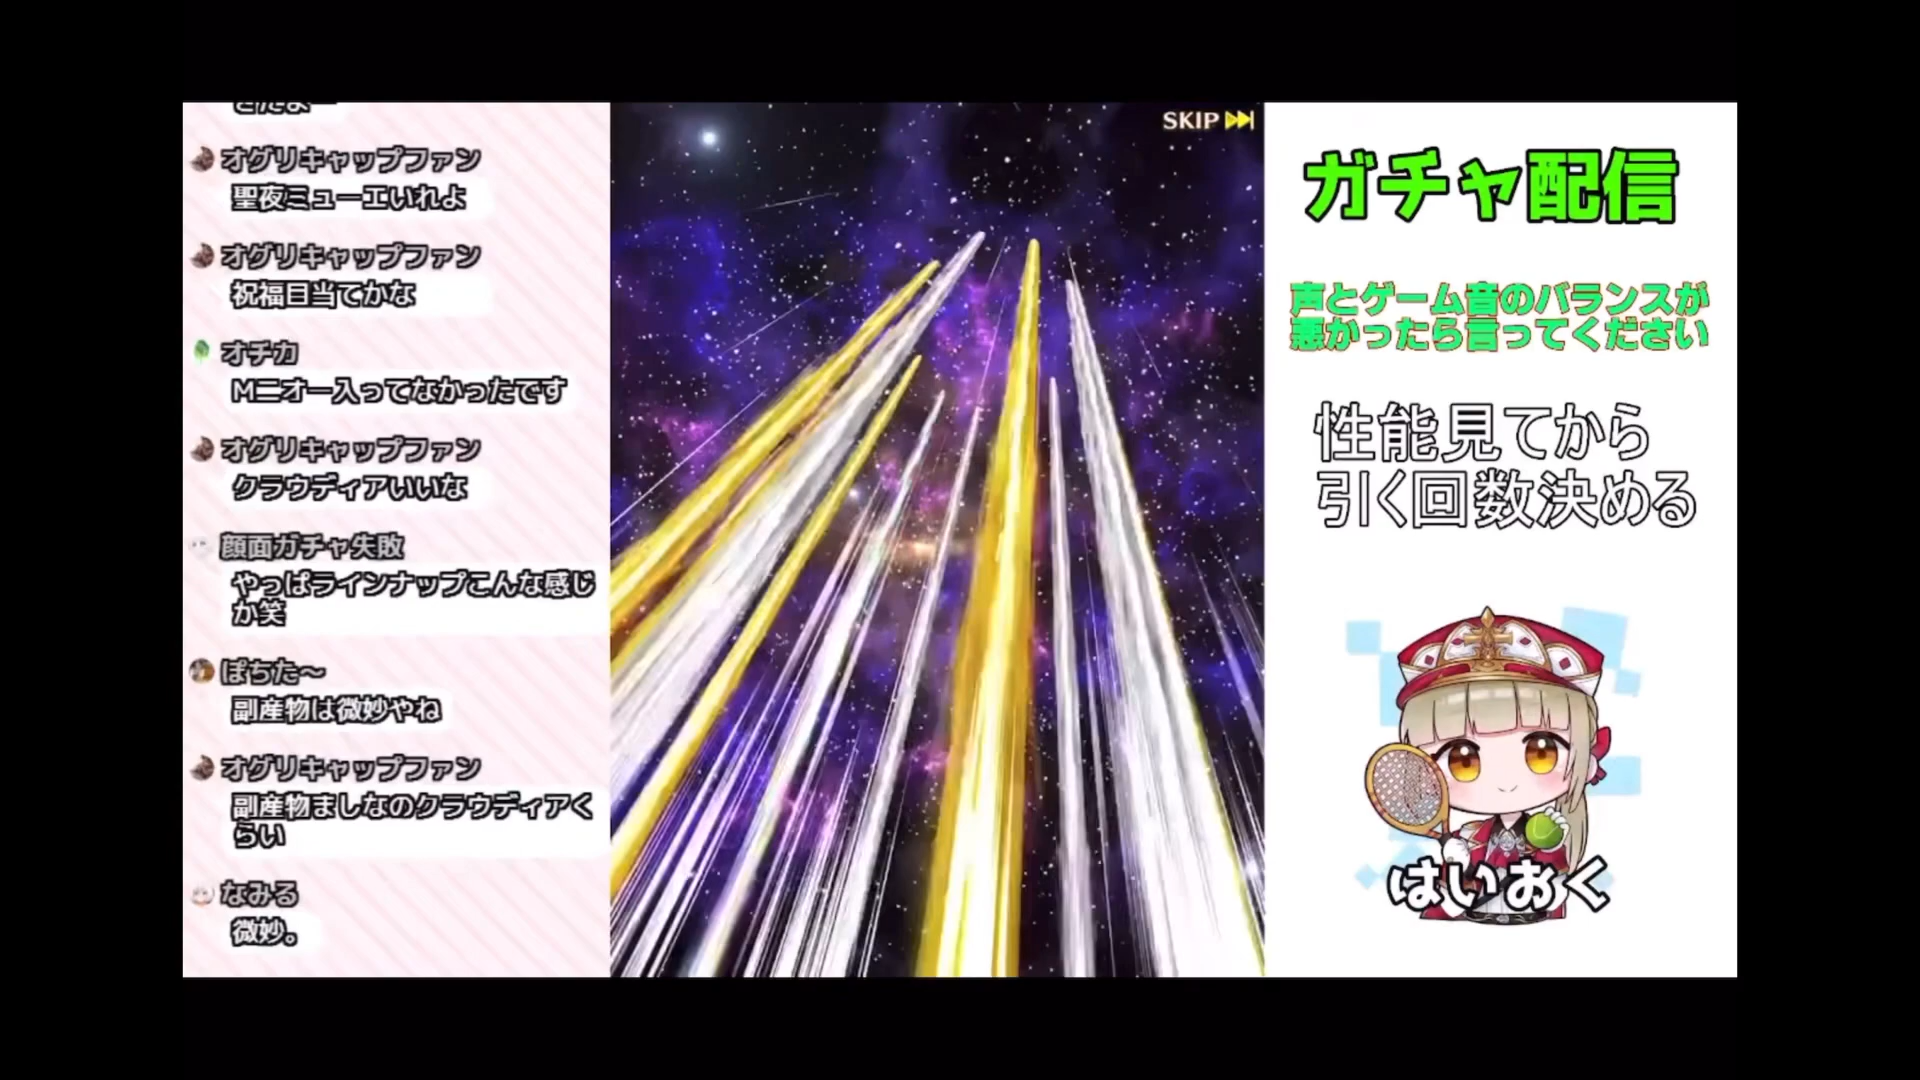 きたよー
オグリキャップファン
聖夜ミューエいれよ
オグリキャップファン
祝福目当てかな
オチカ
Mニオー入ってなかったです
オグリキャップファン
クラウディアいいな
顔面ガチャ失敗
やっぱラインナップこんな感じ
か笑
ぽちた～
副産物は微妙やね
オグリキャップファン
副産物ましなのクラウディアく
らい
なみる
微妙。
SKIP
ガチャ配信
声とゲーム音のバランスが
悪かったら言ってください
性能見てから
引く回数決める
はいおく